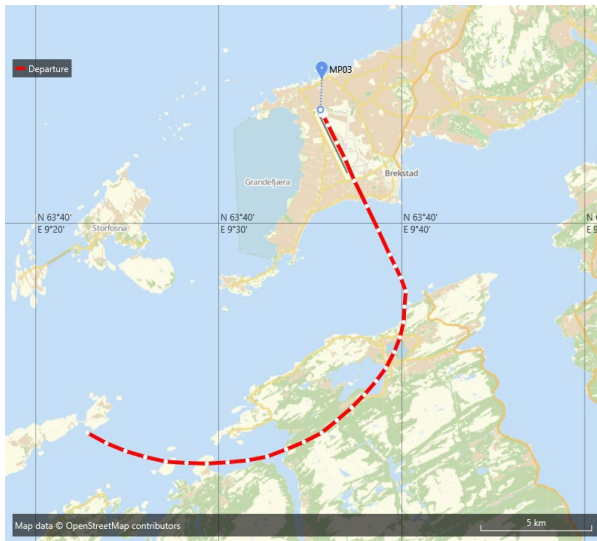 MP03
Departure
Brekstad
Grandefjæra
N 63°40'
E 9°20'
Storfosna
N 63°40'
E 9°30'
N 63°40'
E 9°40'
N
E 9
Map data © OpenStreetMap contributors
5 km